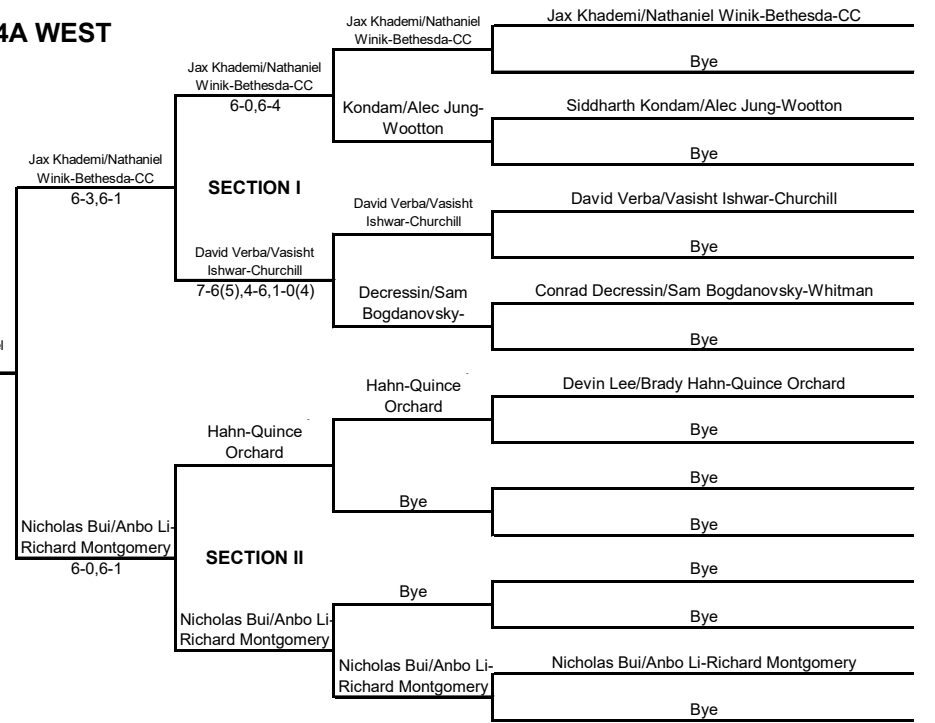 4A WEST
Jax Khademi/Nathaniel
Winik-Bethesda-CC
6-3,6-1
el
Nicholas Bui/Anbo Li-
Richard Montgomery
6-0,6-1
Jax Khademi/Nathaniel
Winik-Bethesda-CC
6-0,6-4
SECTION I
David Verba/Vasisht
Ishwar-Churchill
7-6(5),4-6,1-0(4)
Hahn-Quince
Orchard
SECTION II
Nicholas Bui/Anbo Li-
Richard Montgomery
Jax Khademi/Nathaniel
Winik-Bethesda-CC
Kondam/Alec Jung-
Wootton
David Verba/Vasisht
Ishwar-Churchill
Decressin/Sam
Bogdanovsky-
Hahn-Quince
Orchard
Bye
Bye
Nicholas Bui/Anbo Li-
Richard Montgomery
Jax Khademi/Nathaniel Winik-Bethesda-CC
Bye
Siddharth Kondam/Alec Jung-Wootton
Bye
David Verba/Vasisht Ishwar-Churchill
Bye
Conrad Decressin/Sam Bogdanovsky-Whitman
Bye
Devin Lee/Brady Hahn-Quince Orchard
Bye
Bye
Bye
Bye
Bye
Nicholas Bui/Anbo Li-Richard Montgomery
Bye